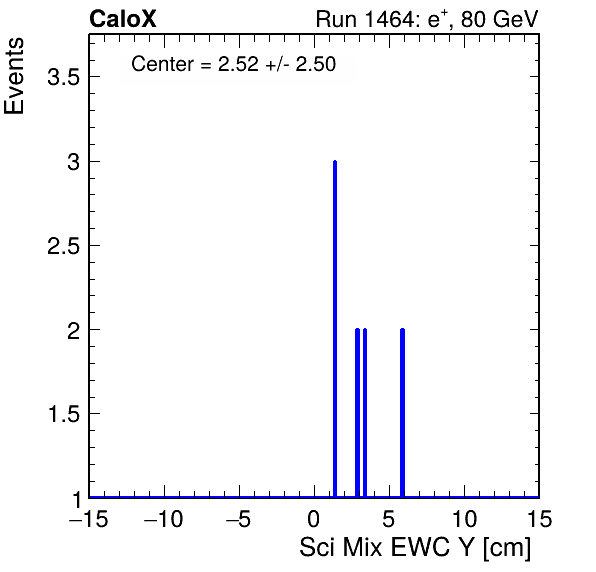 CaloX
Run 1464: e+, 80 GeV
Center = 2.52 +/- 2.50
Events
3.5
3
2.5
2
1.5
1
−15 −10 −5 0 5 10 15
Sci Mix EWC Y [cm]